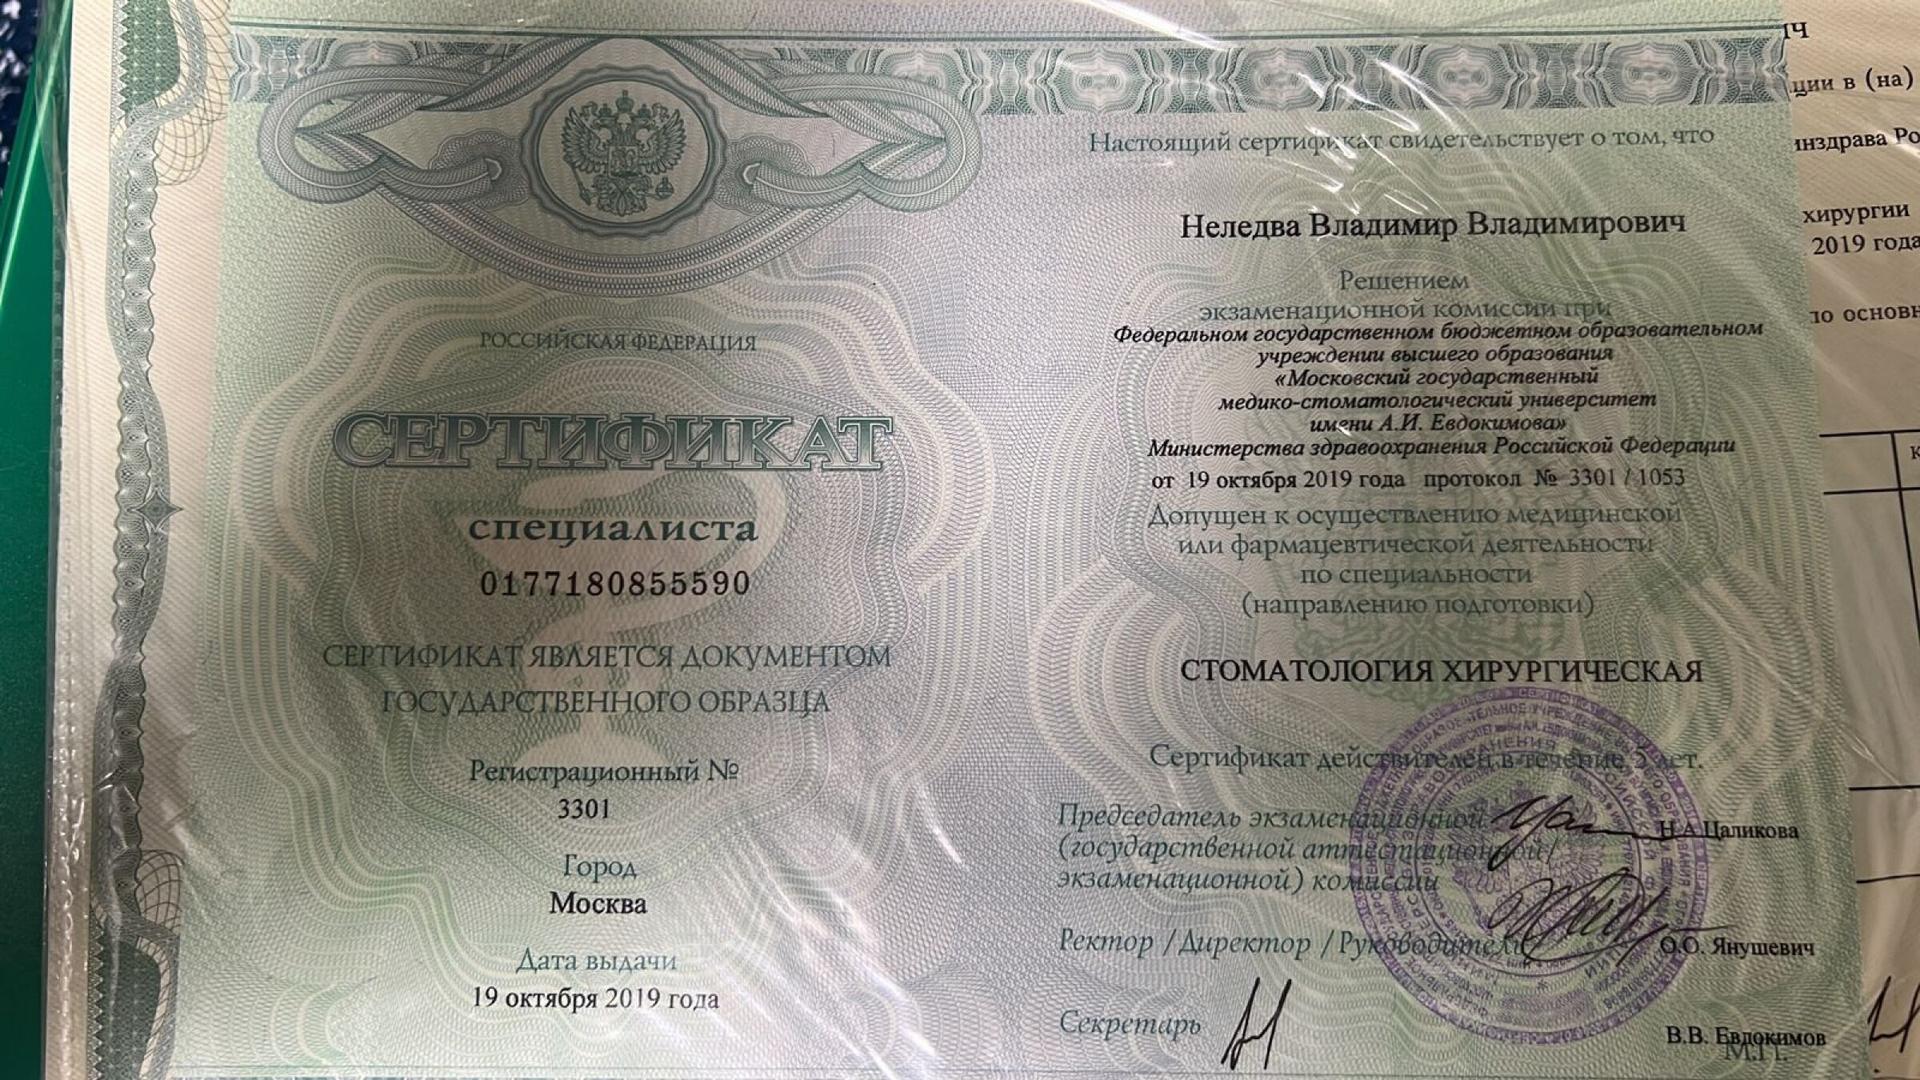 РОССИЙСКАЯ ФЕДЕРАЦИЯ
СЕРТИФИКАТ
специалиста
0177180855590
СЕРТИФИКАТ ЯВЛЯЕТСЯ ДОКУМЕНТОМ
ГОСУДАРСТВЕННОГО ОБРАЗЦА
Регистрационный №
3301
Город
Москва
Дата выдачи
19 октября 2019 года
Настоящий сертификат свидетельствует о том, что
Неледва Владимир Владимирович
Решением
экзаменационной комиссии при
Федеральном государственном бюджетном образовательном
учреждении высшего образования
«Московский государственный
медико-стоматологический университет
имени А.И. Евдокимова»
Министерства здравоохранения Российской Федерации
от 19 октября 2019 года протокол № 3301 / 1053
Допущен к осуществлению медицинской
или фармацевтической деятельности
по специальности
(направлению подготовки)
СТОМАТОЛОГИЯ ХИРУРГИЧЕСКАЯ
Сертификат действителен в течение 5 лет.
Председатель экзаменационной
(государственной аттестационной/
экзаменационной) комиссии
Н.А.Цаликова
Ректор /Директор /Руководитель
О.О. Янушевич
Секретарь
В.В. Евдокимов
М.П.
ИЧ
ции в (на)
инздрава Ро
хирургии
2019 года
по основн